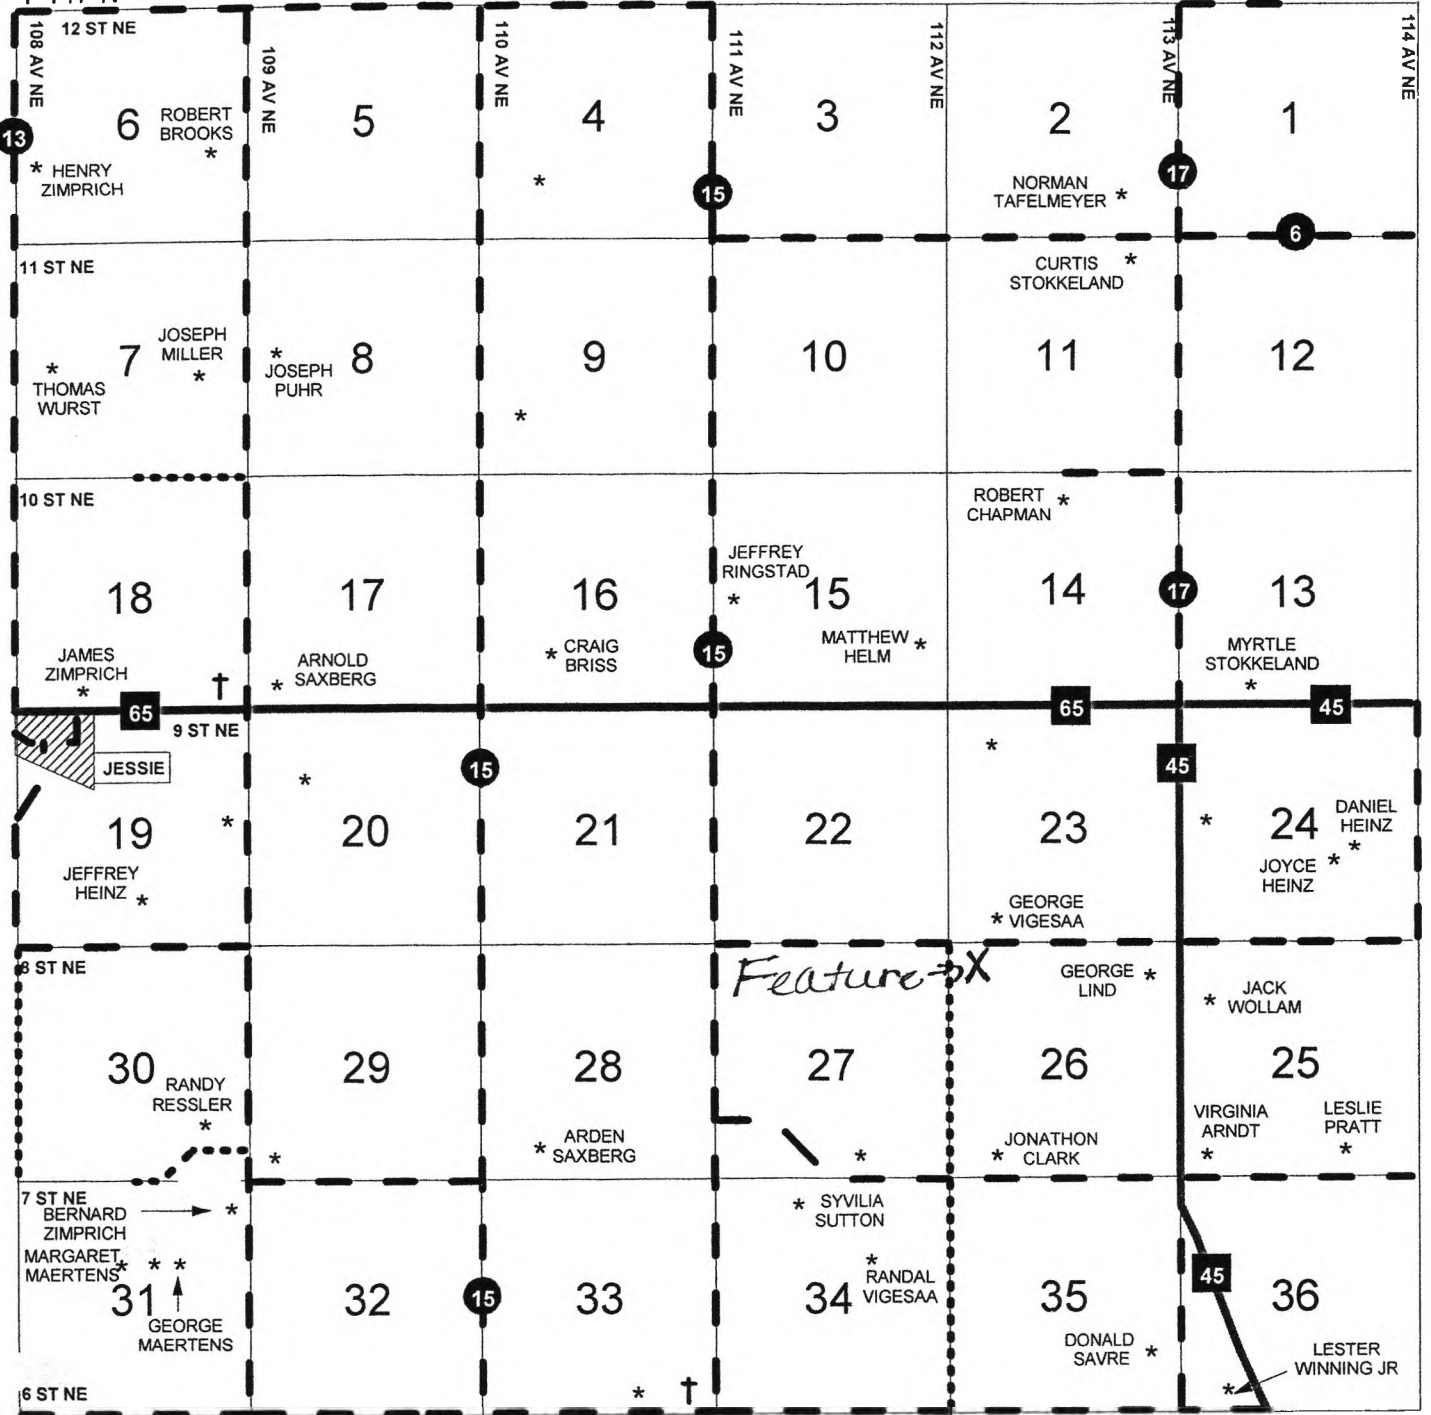 12 ST NE
108 AV NE
109 AV NE
110 AV NE
111 AV NE
112 AV NE
113 AV NE
114 AV NE
6
ROBERT
BROOKS
5
4
3
2
1
13
* HENRY
ZIMPRICH
*
*
15
NORMAN
TAFELMEYER *
17
6
11 ST NE
CURTIS *
STOKKELAND
7
JOSEPH
MILLER
*
* THOMAS
WURST
* JOSEPH
PUHR
8
9
*
10
11
12
10 ST NE
ROBERT *
CHAPMAN
18
17
16
JEFFREY
RINGSTAD
*
15
14
17
13
JAMES
ZIMPRICH
*
†
ARNOLD
* SAXBERG
* CRAIG
BRISS
15
MATTHEW *
HELM
MYRTLE
STOKKELAND
*
65
65
45
9 ST NE
JESSIE
15
*
45
19
*
*
20
21
22
23
*
24
DANIEL
HEINZ
*
JOYCE *
HEINZ
JEFFREY
HEINZ *
GEORGE
* VIGESAA
8 ST NE
Feature → X
GEORGE *
LIND
* JACK
WOLLAM
30
RANDY
RESSLER
*
29
28
27
26
25
*
* ARDEN
SAXBERG
*
JONATHON
* CLARK
VIRGINIA
ARNDT
*
LESLIE
PRATT
*
7 ST NE
BERNARD *
ZIMPRICH
MARGARET
MAERTENS * * *
31
GEORGE
MAERTENS
32
15
33
* SYVILIA
SUTTON
*
RANDAL
VIGESAA
34
35
45
36
DONALD
SAVRE *
LESTER
WINNING JR
*
6 ST NE
*
†